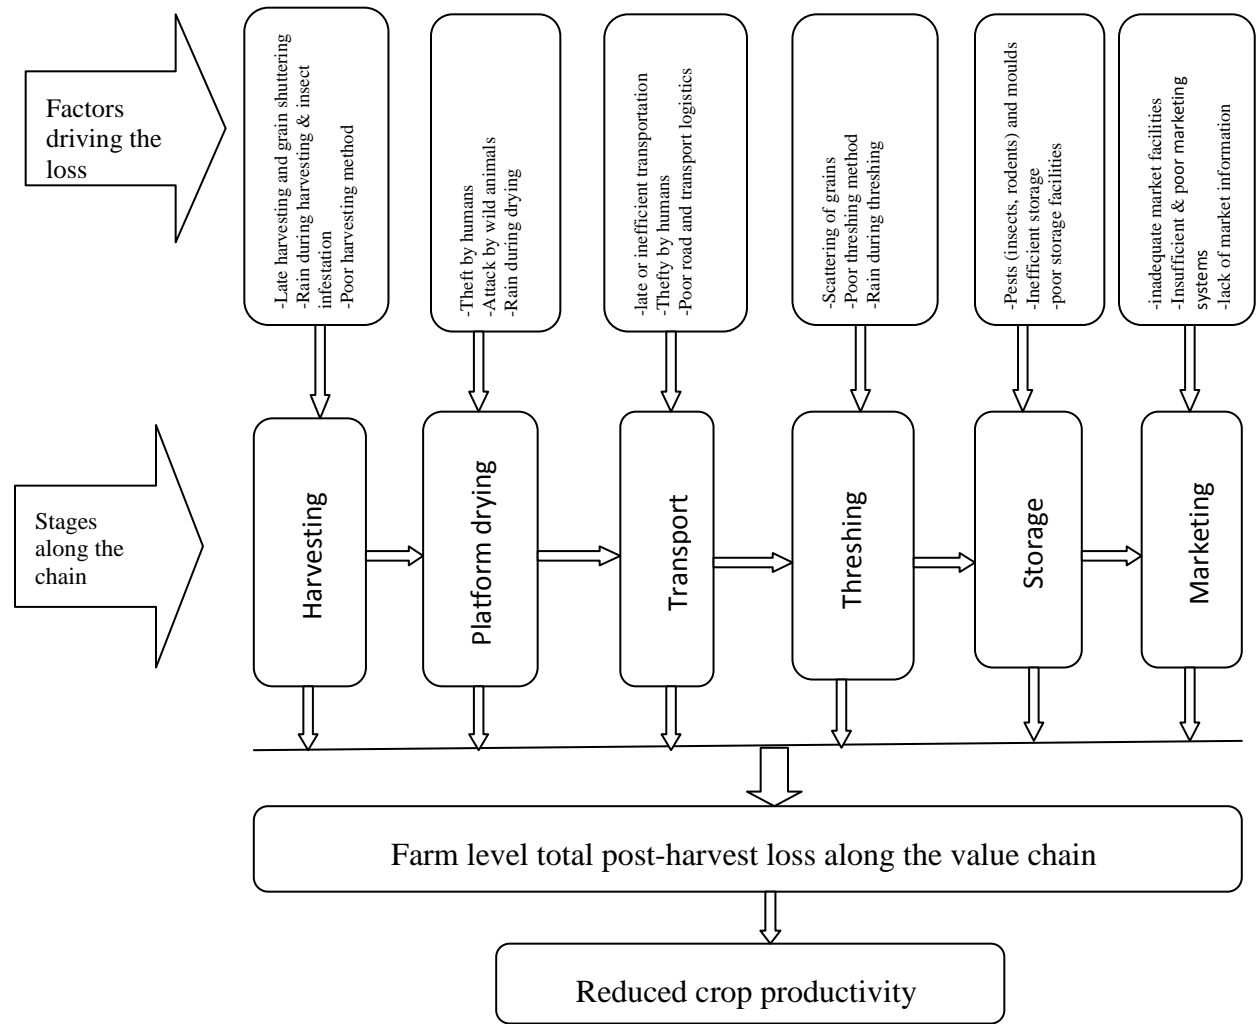 Factors
driving the
loss
-Late harvesting and grain shuttering
-Rain during harvesting & insect
infestation
-Poor harvesting method
-Theft by humans
-Attack by wild animals
-Rain during drying
-late or inefficient transportation
-Thefty by humans
-Poor road and transport logistics
-Scattering of grains
-Poor threshing method
-Rain during threshing
-Pests (insects, rodents) and moulds
-Inefficient storage
-poor storage facilities
-inadequate market facilities
-Insufficient & poor marketing
systems
-lack of market information
Stages
along the
chain
Harvesting
Platform drying
Transport
Threshing
Storage
Marketing
Farm level total post-harvest loss along the value chain
Reduced crop productivity